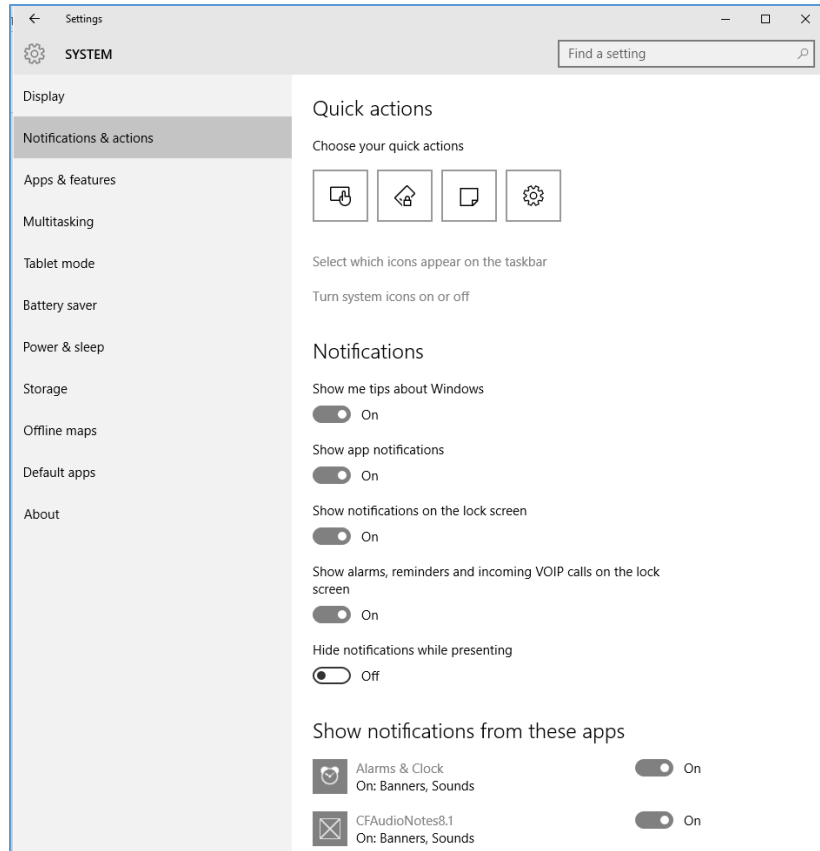 Settings
SYSTEM
Find a setting
Display
Notifications & actions
Apps & features
Multitasking
Tablet mode
Battery saver
Power & sleep
Storage
Offline maps
Default apps
About
Quick actions
Choose your quick actions
Select which icons appear on the taskbar
Turn system icons on or off
Notifications
Show me tips about Windows
On
Show app notifications
On
Show notifications on the lock screen
On
Show alarms, reminders and incoming VOIP calls on the lock
screen
On
Hide notifications while presenting
Off
Show notifications from these apps
Alarms & Clock
On: Banners, Sounds
On
CFAudioNotes8.1
On: Banners, Sounds
On